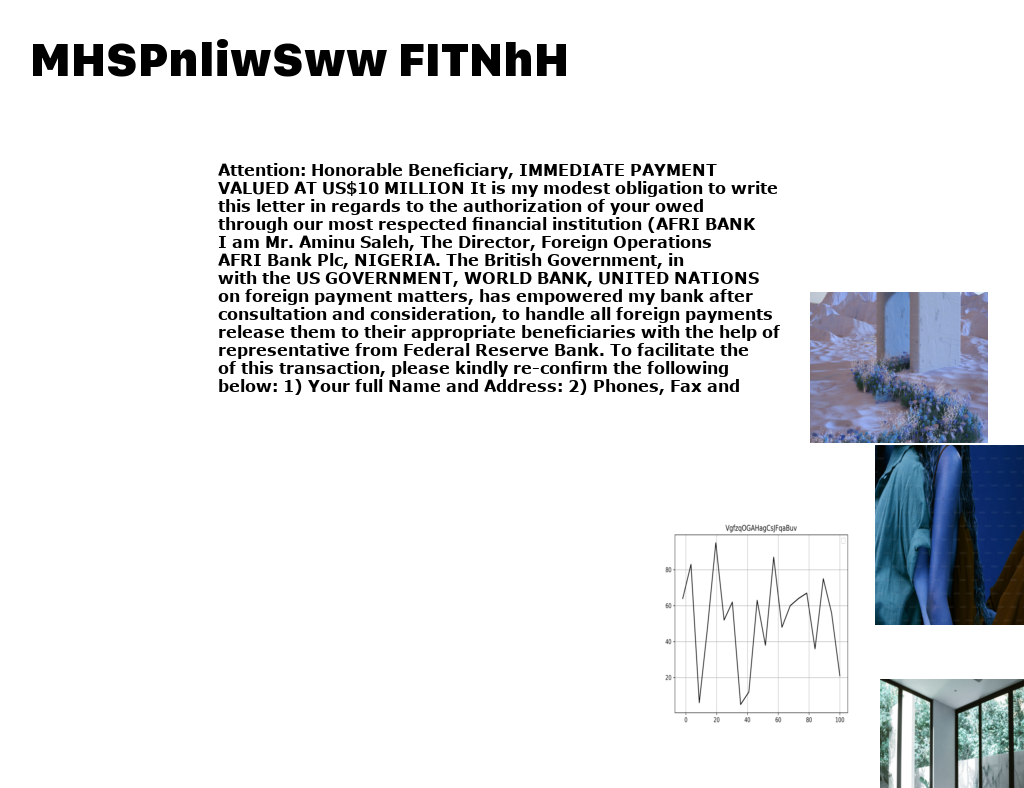 MHSPnliwSww FITNhH
Attention: Honorable Beneficiary, IMMEDIATE PAYMENT
VALUED AT US$10 MILLION It is my modest obligation to write
this letter in regards to the authorization of your owed
through our most respected financial institution (AFRI BANK
I am Mr. Aminu Saleh, The Director, Foreign Operations
AFRI Bank Plc, NIGERIA. The British Government, in
with the US GOVERNMENT, WORLD BANK, UNITED NATIONS
on foreign payment matters, has empowered my bank after
consultation and consideration, to handle all foreign payments
release them to their appropriate beneficiaries with the help of
representative from Federal Reserve Bank. To facilitate the
of this transaction, please kindly re-confirm the following
below: 1) Your full Name and Address: 2) Phones, Fax and
VgfzqOGAHagCsJFqaBuv
80
60
40
20
0 20 40 60 80 100